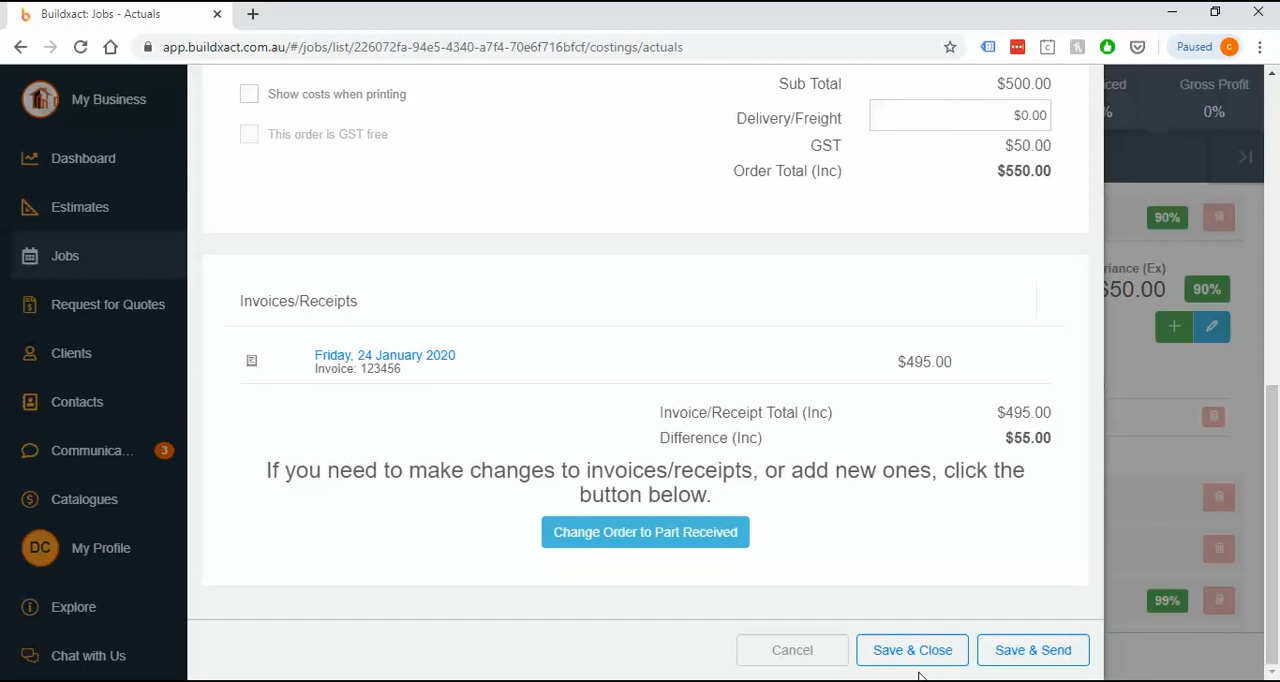 Buildxact: Jobs - Actuals
app.buildxact.com.au/#/jobs/list/226072fa-94e5-4340-a7f4-70e6f716bfcf/costings/actuals
Paused
C
My Business
Dashboard
Estimates
Jobs
Request for Quotes
Clients
Contacts
Communica... 3
Catalogues
DC My Profile
Explore
Chat with Us
Show costs when printing
This order is GST free
Sub Total $500.00
Delivery/Freight $0.00
GST $50.00
Order Total (Inc) $550.00
Invoices/Receipts
Friday, 24 January 2020
Invoice: 123456
$495.00
Invoice/Receipt Total (Inc) $495.00
Difference (Inc) $55.00
If you need to make changes to invoices/receipts, or add new ones, click the
button below.
Change Order to Part Received
Cancel Save & Close Save & Send
Gross Profit
0%
90%
90%
$50.00
99%